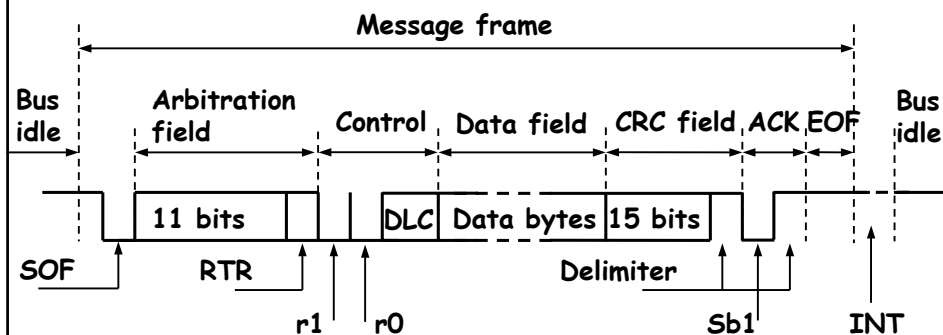 Message frame
Bus idle
Arbitration field
Control
Data field
CRC field
ACK
EOF
Bus idle
11 bits
DLC
Data bytes
15 bits
SOF
RTR
Delimiter
r1
r0
Sb1
INT